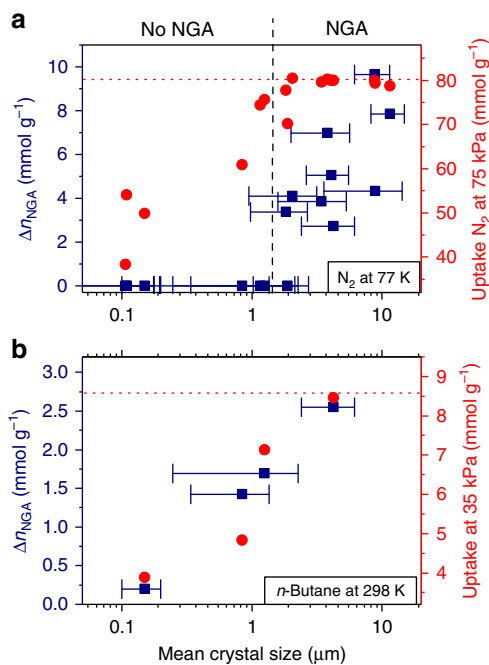 a
No NGA
NGA
Δn_NGA (mmol g⁻¹)
10
8
6
4
2
0
80
70
60
50
40
Uptake N₂ at 75 kPa (mmol g⁻¹)
N₂ at 77 K
0.1
1
10
b
Δn_NGA (mmol g⁻¹)
3.0
2.5
2.0
1.5
1.0
0.5
0.0
9
8
7
6
5
4
3
Uptake at 35 kPa (mmol g⁻¹)
n-Butane at 298 K
0.1
1
10
Mean crystal size (μm)